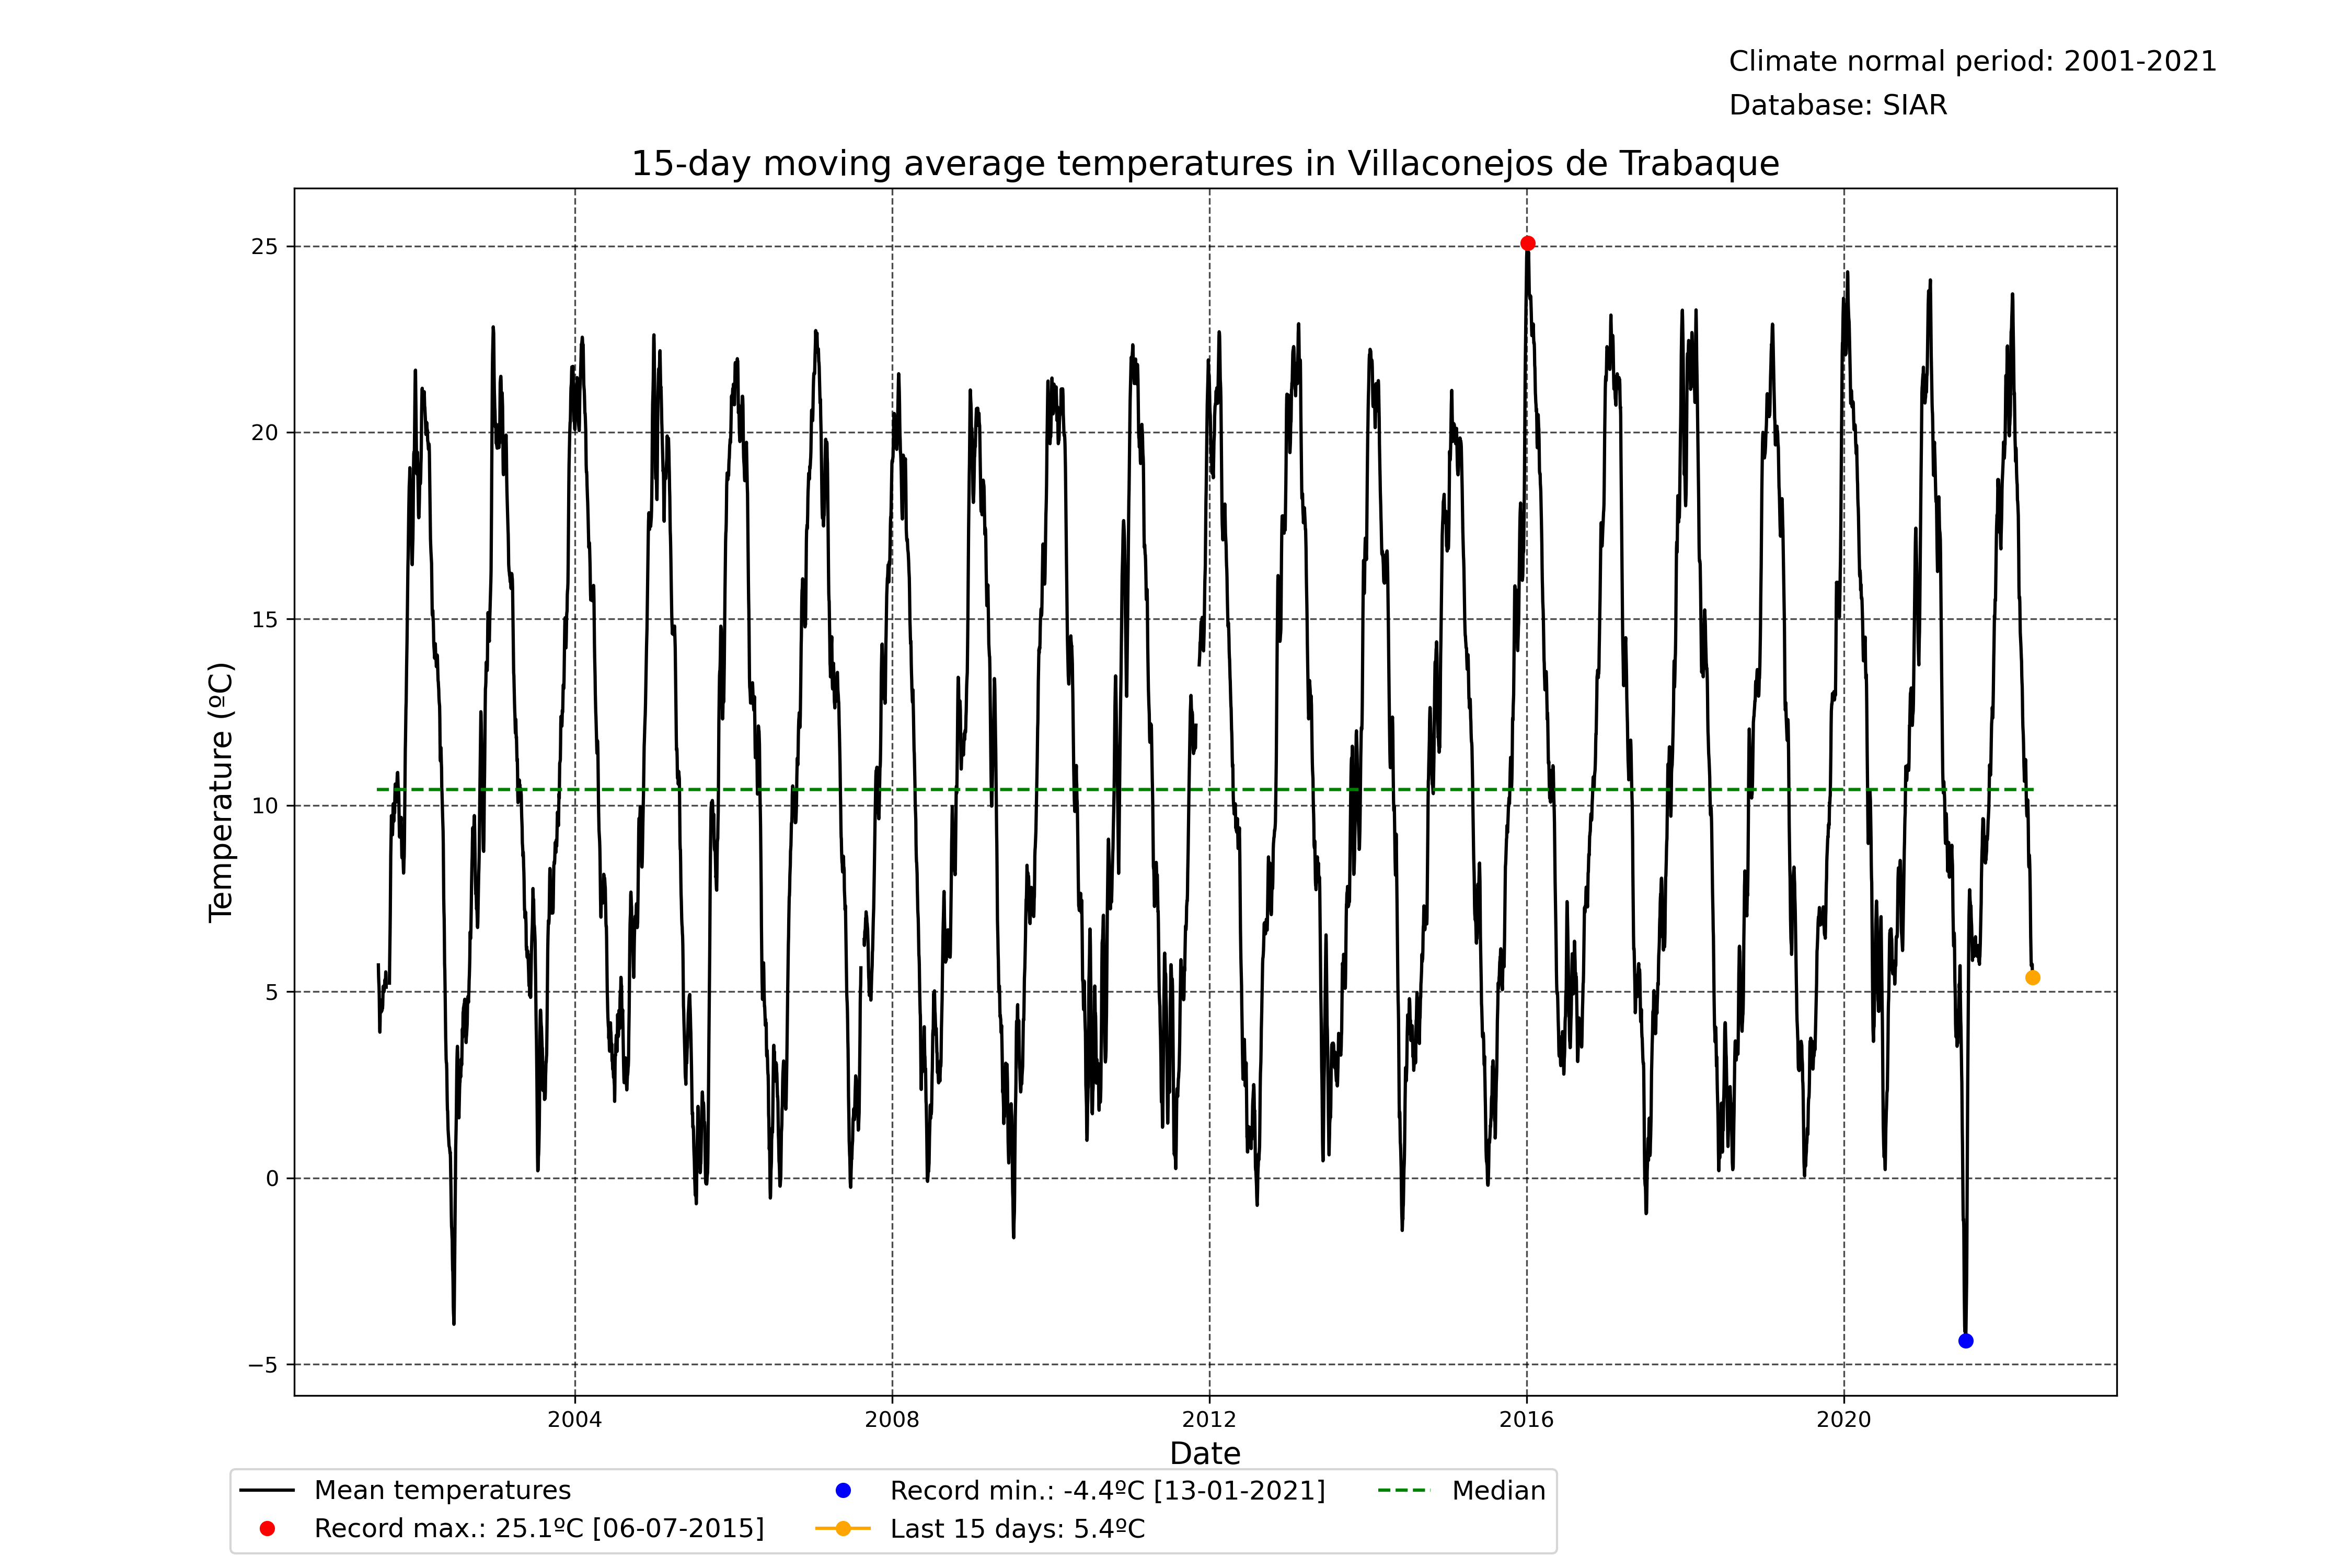 Climate normal period: 2001-2021
Database: SIAR
15-day moving average temperatures in Villaconejos de Trabaque
25
20
15
10
5
0
−5
Temperature (ºC)
2004
2008
2012
2016
2020
Date
Mean temperatures
Record max.: 25.1ºC [06-07-2015]
Record min.: -4.4ºC [13-01-2021]
Last 15 days: 5.4ºC
Median